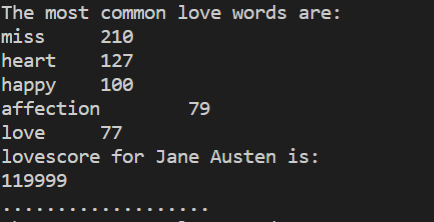 The most common love words are:
miss 210
heart 127
happy 100
affection 79
love 77
lovescore for Jane Austen is:
119999
...................